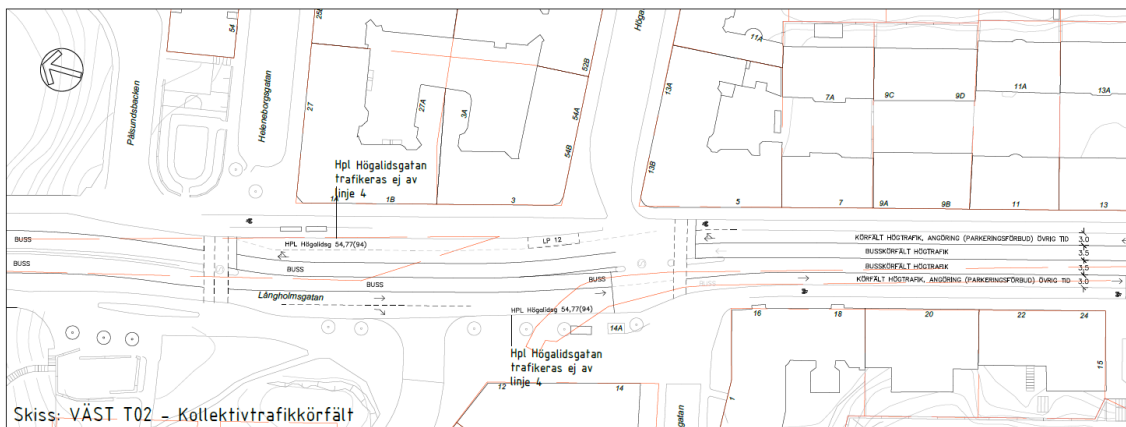 54
25B
Höga
Pålsundsbacken
Heleneborgsgatan
27
27A
3A
52B
54A
54B
11A
13A
13B
7A
9C
9D
11A
13A
Hpl Högalidsgatan
trafikeras ej av
linje 4
1A
1B
3
5
7
9A
9B
11
13
BUSS
HPL Högalidsg 54,77(94)
LP 12
KÖRFÄLT HÖGTRAFIK, ANGÖRING (PARKERINGSFÖRBUD) ÖVRIG TID
3.0
BUSSKÖRFÄLT HÖGTRAFIK
3.5
BUSS
BUSS
BUSS
BUSS
BUSSKÖRFÄLT HÖGTRAFIK
3.5
KÖRFÄLT HÖGTRAFIK, ANGÖRING (PARKERINGSFÖRBUD) ÖVRIG TID
3.0
Långholmsgatan
HPL Högalidsg 54,77(94)
14A
16
18
20
22
24
Hpl Högalidsgatan
trafikeras ej av
linje 4
12
14
gatan
1
15
Skiss: VÄST T02 - Kollektivtrafikkörfält